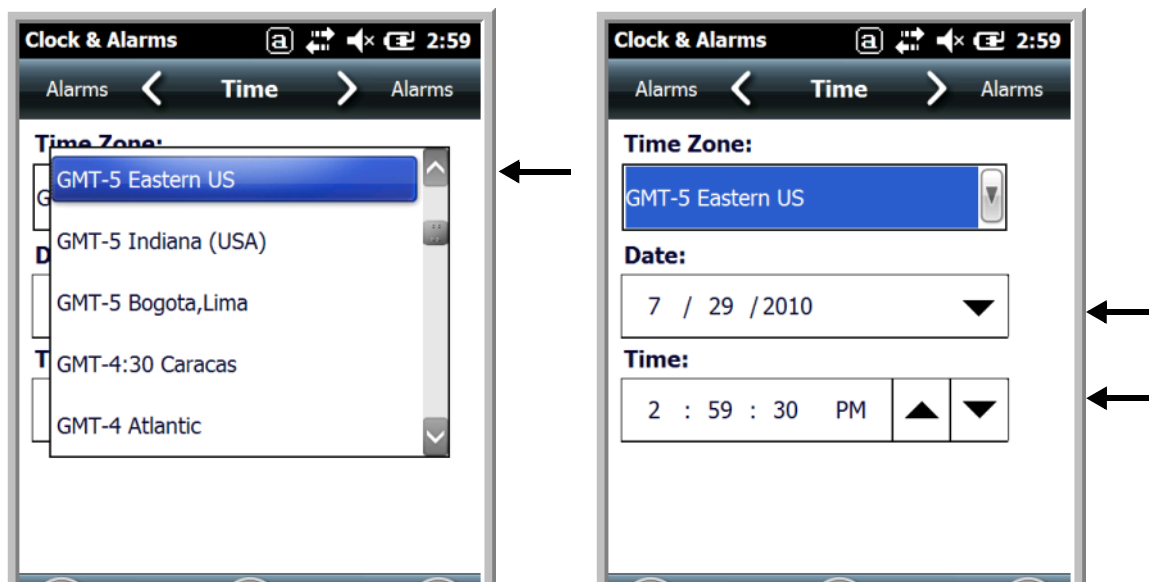 Clock & Alarms a 2:59
Alarms Time Alarms
Time Zone:
GMT-5 Eastern US
GMT-5 Indiana (USA)
GMT-5 Bogota,Lima
GMT-4:30 Caracas
GMT-4 Atlantic
Clock & Alarms a 2:59
Alarms Time Alarms
Time Zone:
GMT-5 Eastern US
Date:
7 / 29 / 2010
Time:
2 : 59 : 30 PM